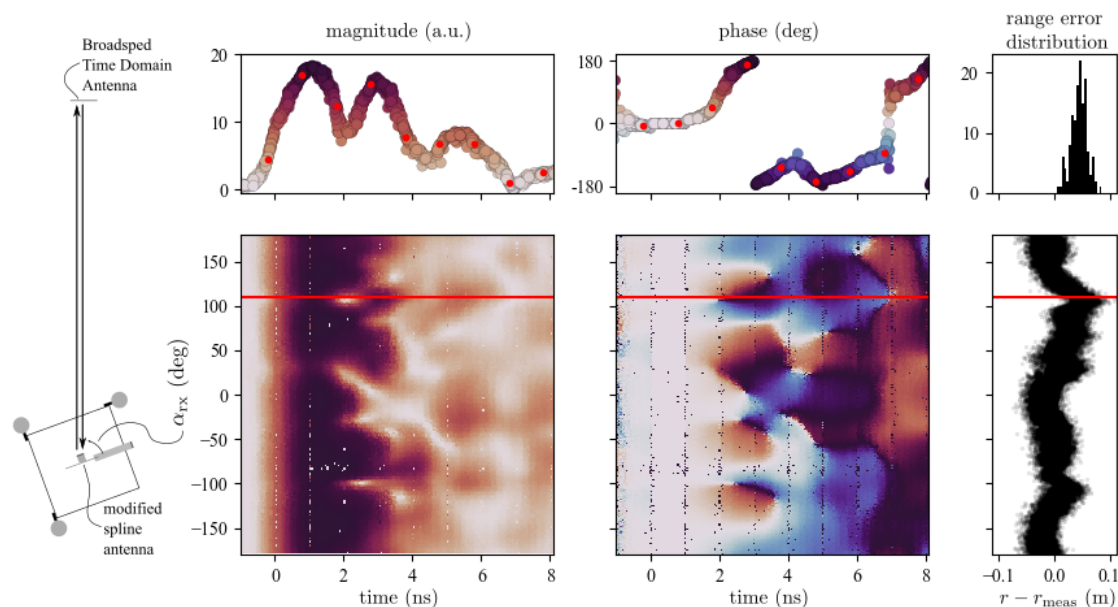 Broadsped
Time Domain
Antenna
modified
spline
antenna
magnitude (a.u.)
20
10
0
phase (deg)
180
0
-180
range error
distribution
20
10
0
α_rx (deg)
150
100
50
0
−50
−100
−150
0 2 4 6 8
time (ns)
0 2 4 6 8
time (ns)
−0.1 0.0 0.1
r − r_meas (m)